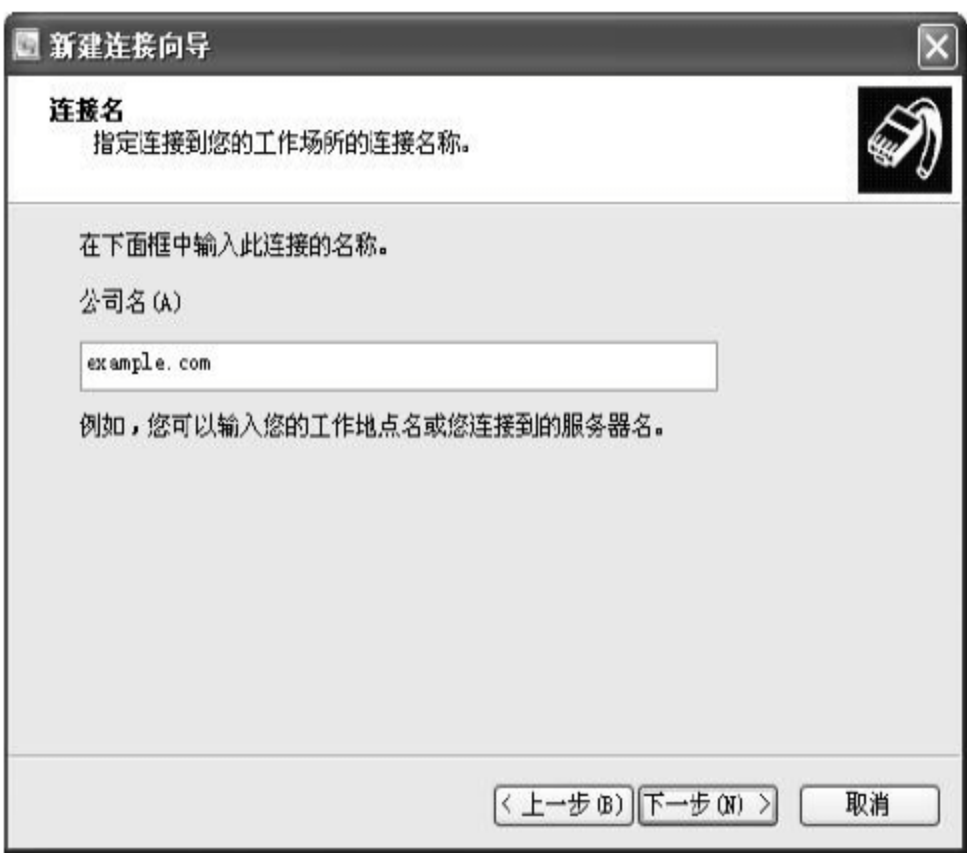 新建连接向导
连接名
指定连接到您的工作场所的连接名称。
在下面框中输入此连接的名称。
公司名(A)
example.com
例如，您可以输入您的工作地点名或您连接到的服务器名。
< 上一步(B) 下一步(N) > 取消